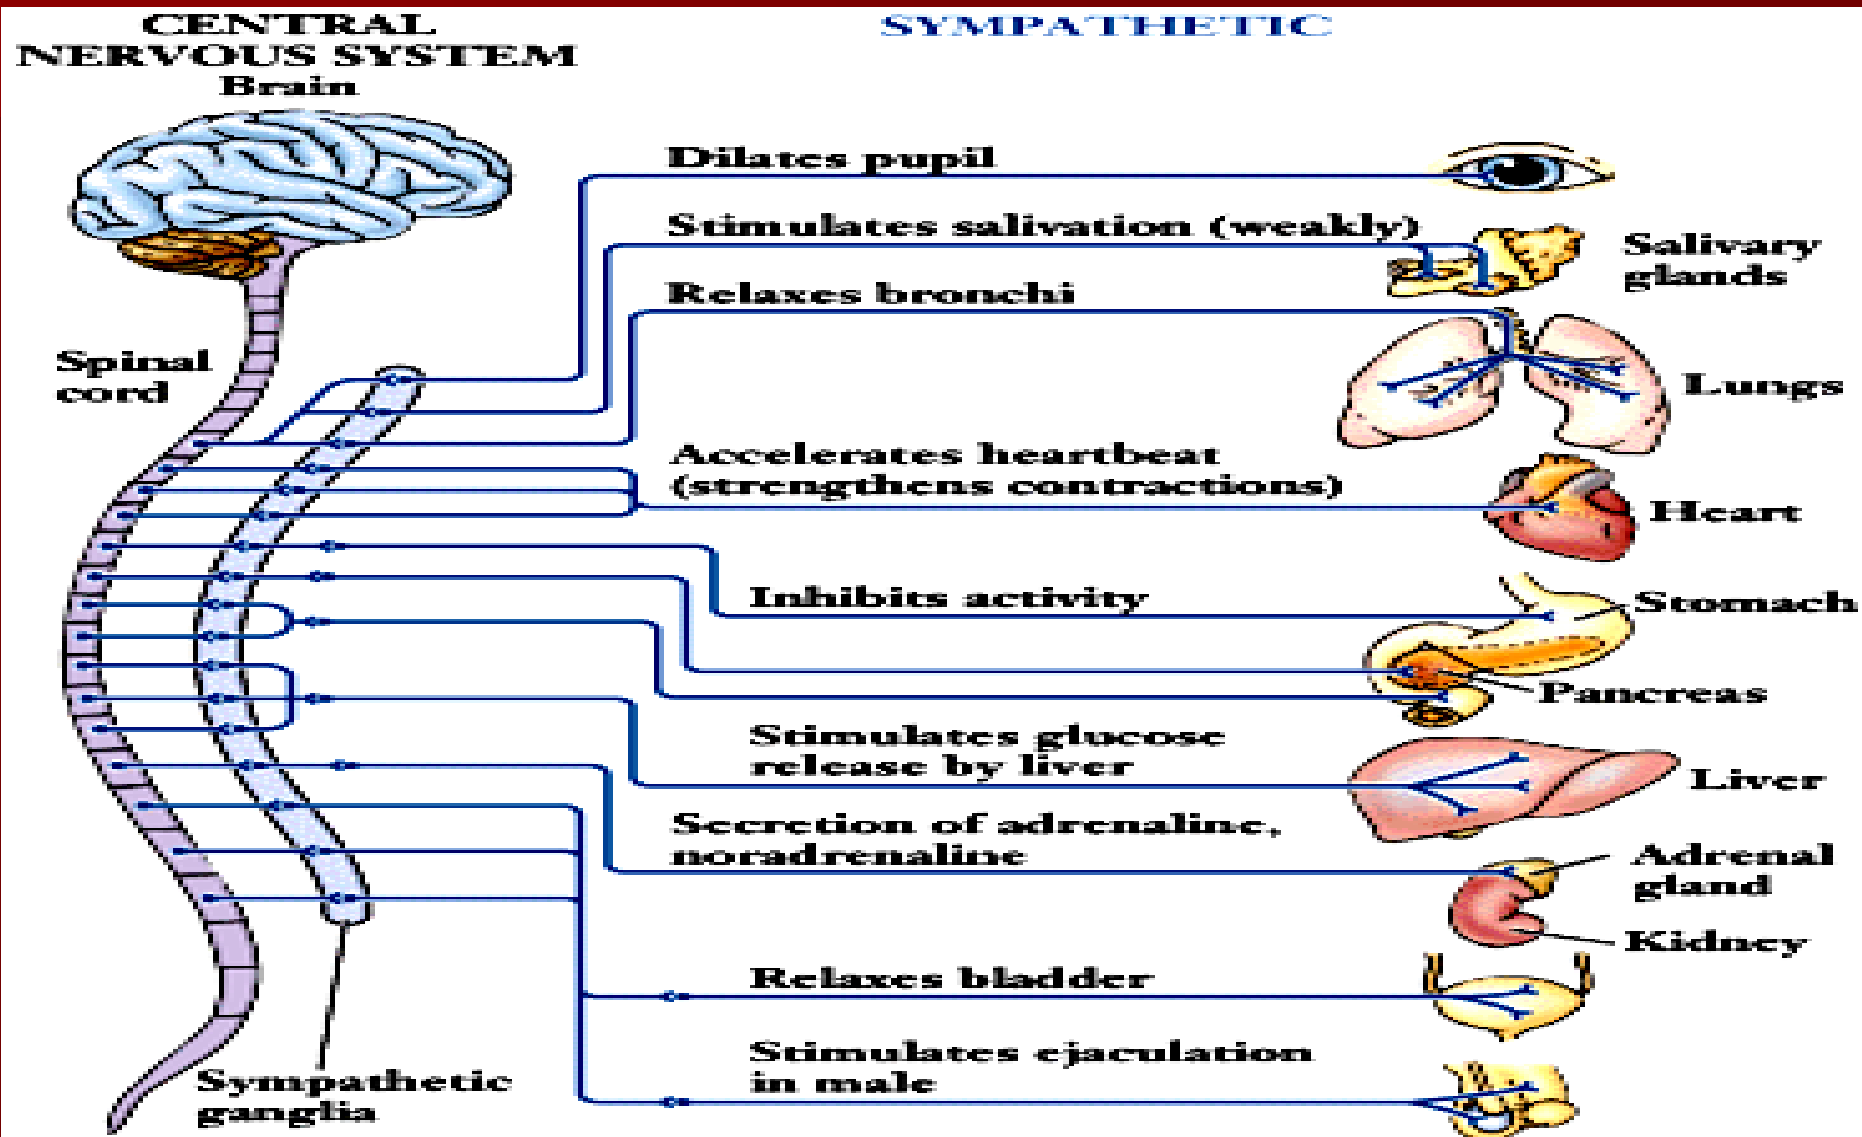 CENTRAL
NERVOUS SYSTEM
Brain
SYMPATHETIC
Dilates pupil
Stimulates salivation (weakly)
Salivary
glands
Relaxes bronchi
Spinal
cord
Lungs
Accelerates heartbeat
(strengthens contractions)
Heart
Inhibits activity
Stomach
Pancreas
Stimulates glucose
release by liver
Liver
Secretion of adrenaline,
noradrenaline
Adrenal
gland
Kidney
Relaxes bladder
Stimulates ejaculation
in male
Sympathetic
ganglia